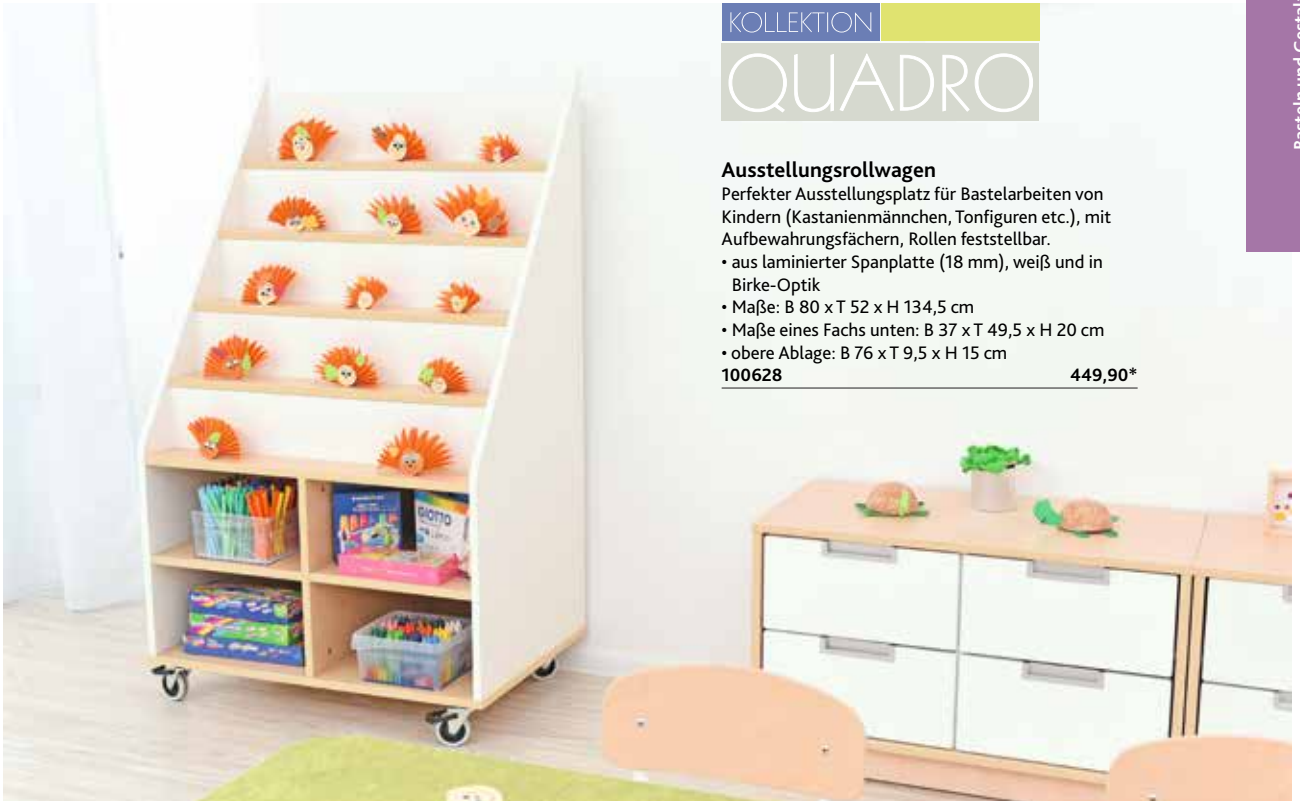 KOLLEKTION
QUADRO
Ausstellungsrollwagen
Perfekter Ausstellungsplatz für Bastelarbeiten von
Kindern (Kastanienmännchen, Tonfiguren etc.), mit
Aufbewahrungsfächern, Rollen feststellbar.
• aus laminierter Spanplatte (18 mm), weiß und in
Birke-Optik
• Maße: B 80 x T 52 x H 134,5 cm
• Maße eines Fachs unten: B 37 x T 49,5 x H 20 cm
• obere Ablage: B 76 x T 9,5 x H 15 cm
100628 449,90*
GIOTTO